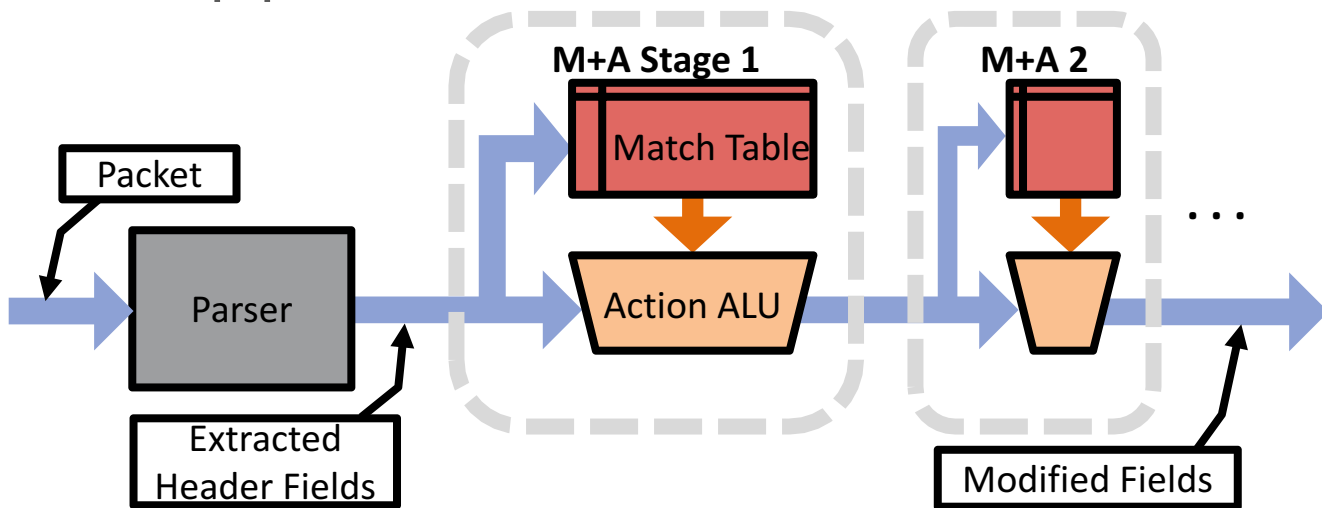 M+A Stage 1
M+A 2
Match Table
Packet
...
Parser
Action ALU
Extracted
Header Fields
Modified Fields